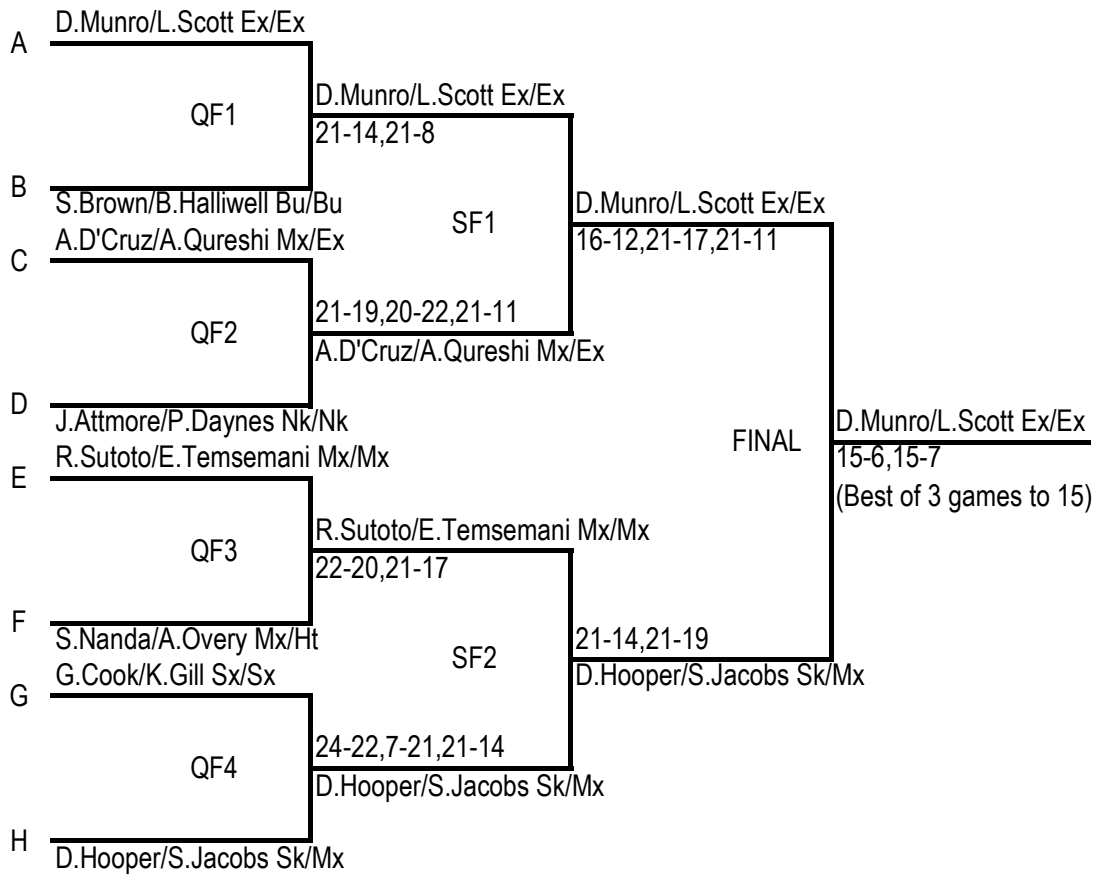 D.Munro/L.Scott Ex/Ex
A
QF1
D.Munro/L.Scott Ex/Ex
21-14,21-8
B
S.Brown/B.Halliwell Bu/Bu
SF1
D.Munro/L.Scott Ex/Ex
16-12,21-17,21-11
A.D'Cruz/A.Qureshi Mx/Ex
C
QF2
21-19,20-22,21-11
A.D'Cruz/A.Qureshi Mx/Ex
D
J.Attmore/P.Daynes Nk/Nk
FINAL
D.Munro/L.Scott Ex/Ex
15-6,15-7
(Best of 3 games to 15)
R.Sutoto/E.Temsemani Mx/Mx
E
QF3
R.Sutoto/E.Temsemani Mx/Mx
22-20,21-17
F
S.Nanda/A.Overy Mx/Ht
SF2
21-14,21-19
D.Hooper/S.Jacobs Sk/Mx
G.Cook/K.Gill Sx/Sx
G
QF4
24-22,7-21,21-14
D.Hooper/S.Jacobs Sk/Mx
H
D.Hooper/S.Jacobs Sk/Mx